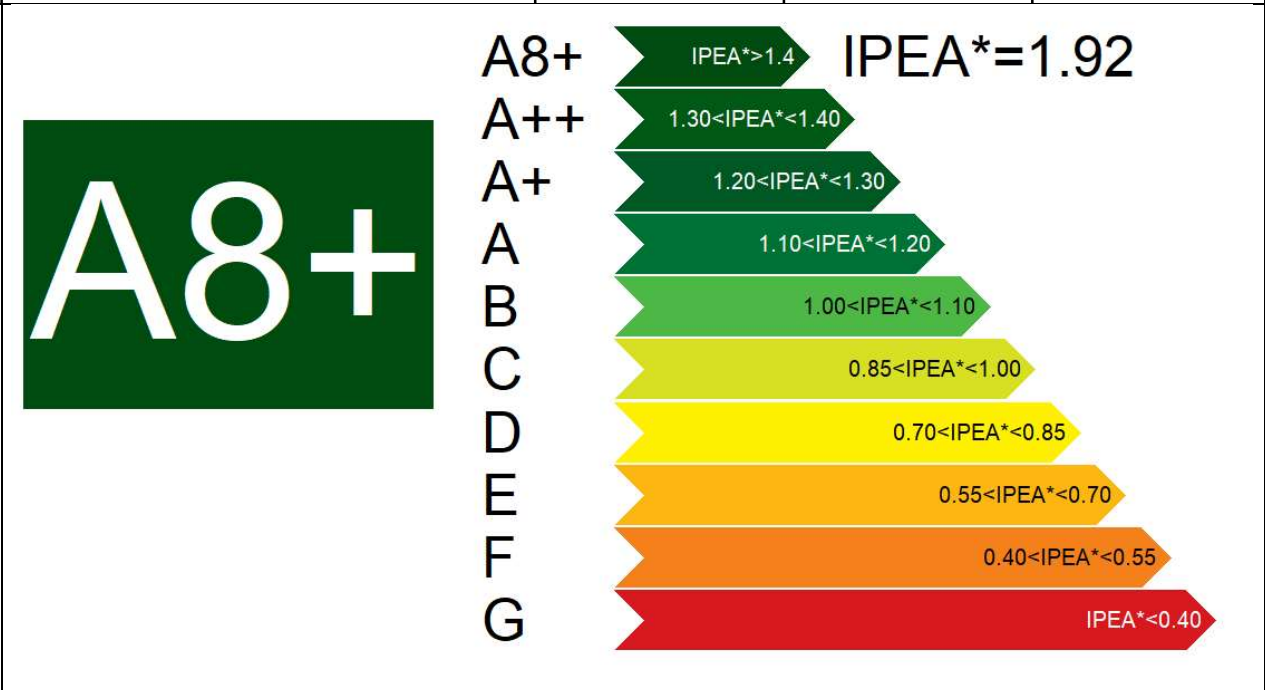 A8+
A8+ IPEA*>1.4 IPEA*=1.92
A++ 1.30<IPEA*<1.40
A+ 1.20<IPEA*<1.30
A 1.10<IPEA*<1.20
B 1.00<IPEA*<1.10
C 0.85<IPEA*<1.00
D 0.70<IPEA*<0.85
E 0.55<IPEA*<0.70
F 0.40<IPEA*<0.55
G IPEA*<0.40